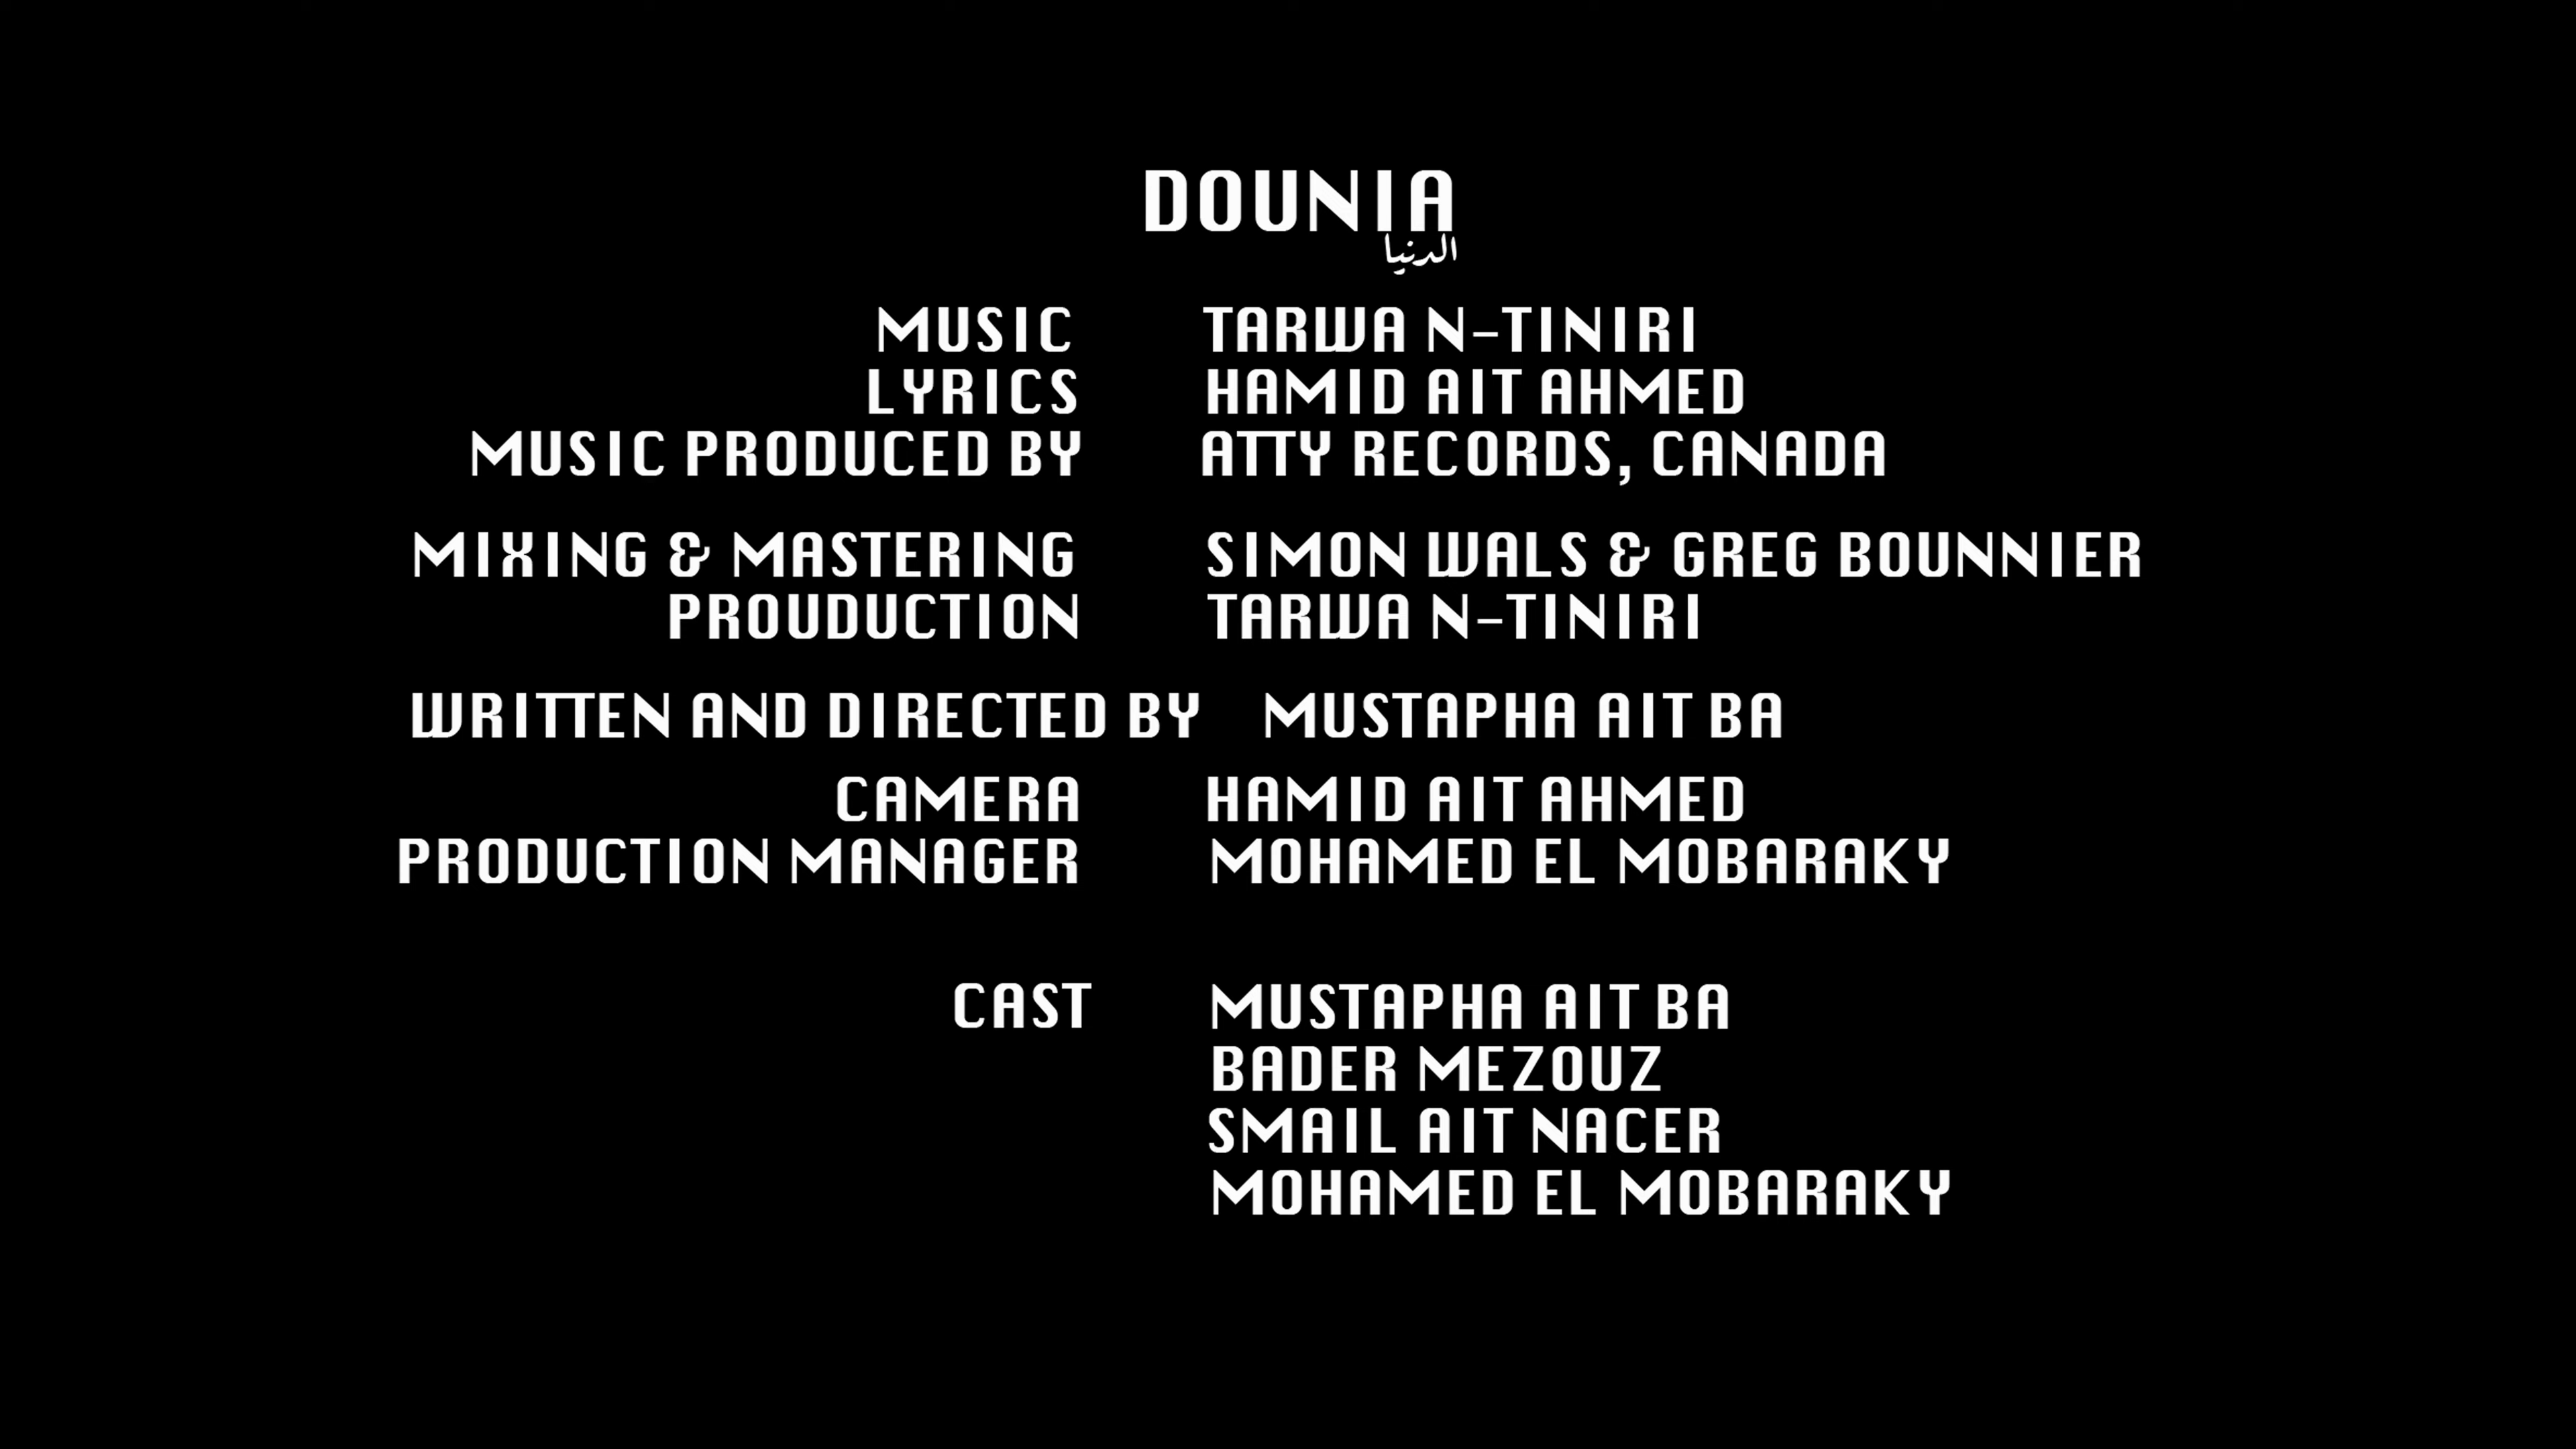 DOUNIA
الدنيا
MUSIC TARWA N-TINIRI
LYRICS HAMID AIT AHMED
MUSIC PRODUCED BY ATTY RECORDS, CANADA
MIXING & MASTERING SIMON WALS & GREG BOUNNIER
PROUDUCTION TARWA N-TINIRI
WRITTEN AND DIRECTED BY MUSTAPHA AIT BA
CAMERA HAMID AIT AHMED
PRODUCTION MANAGER MOHAMED EL MOBARAKY
CAST MUSTAPHA AIT BA
BADER MEZOUZ
SMAIL AIT NACER
MOHAMED EL MOBARAKY